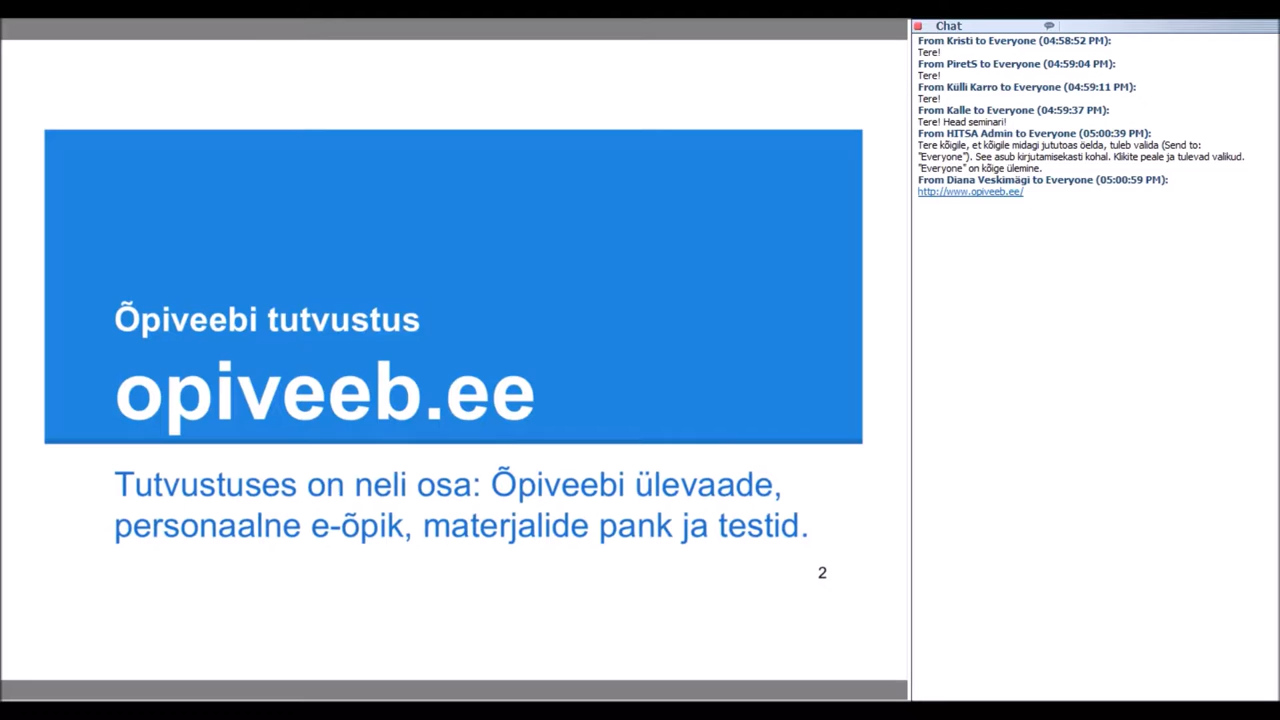 Õpiveebi tutvustus
opiveeb.ee
Tutvustuses on neli osa: Õpiveebi ülevaade,
personaalne e-õpik, materjalide pank ja testid.
2
Chat
From Kristi to Everyone (04:58:52 PM):
Tere!
From PiretS to Everyone (04:59:04 PM):
Tere!
From Külli Karro to Everyone (04:59:11 PM):
Tere!
From Kalle to Everyone (04:59:37 PM):
Tere! Head seminari!
From HITSA Admin to Everyone (05:00:39 PM):
Tere kõigile, et kõigile midagi jututoas öelda, tuleb valida (Send to:
"Everyone"). See asub kirjutamisekasti kohal. Klikite peale ja tulevad valikud.
"Everyone" on kõige ülemine.
From Diana Veskimägi to Everyone (05:00:59 PM):
http://www.opiveeb.ee/